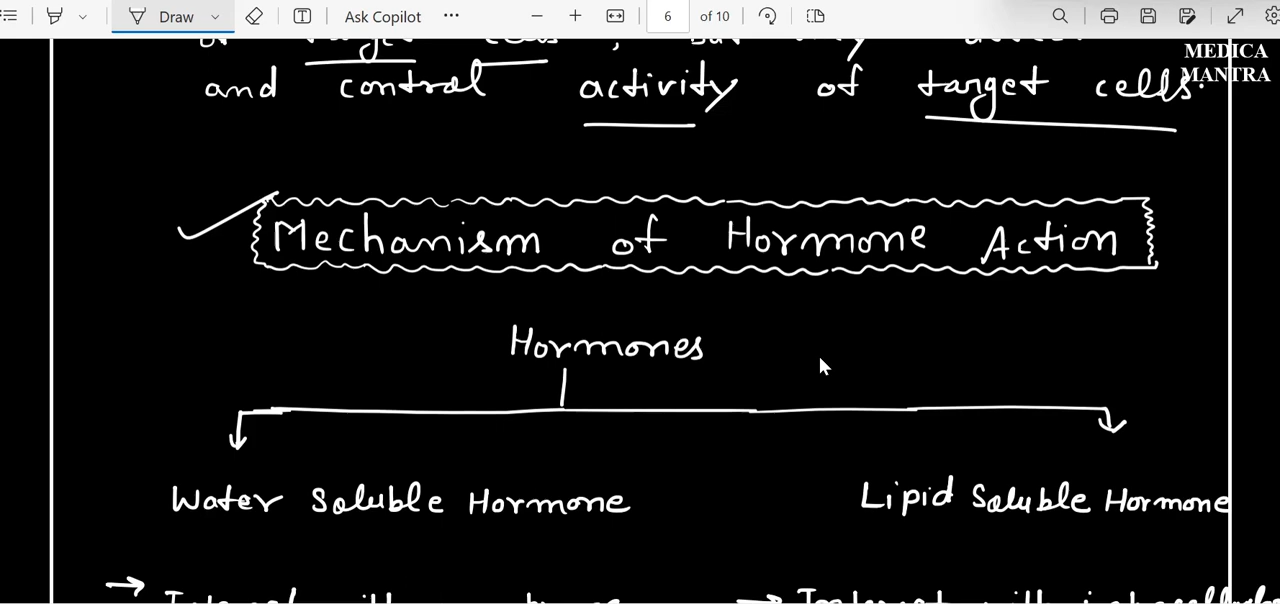 Draw
Ask Copilot
6 of 10
MEDICA
MANTRA
and control activity of target cells.
Mechanism of Hormone Action
Hormones
Water Soluble Hormone
Lipid Soluble Hormone